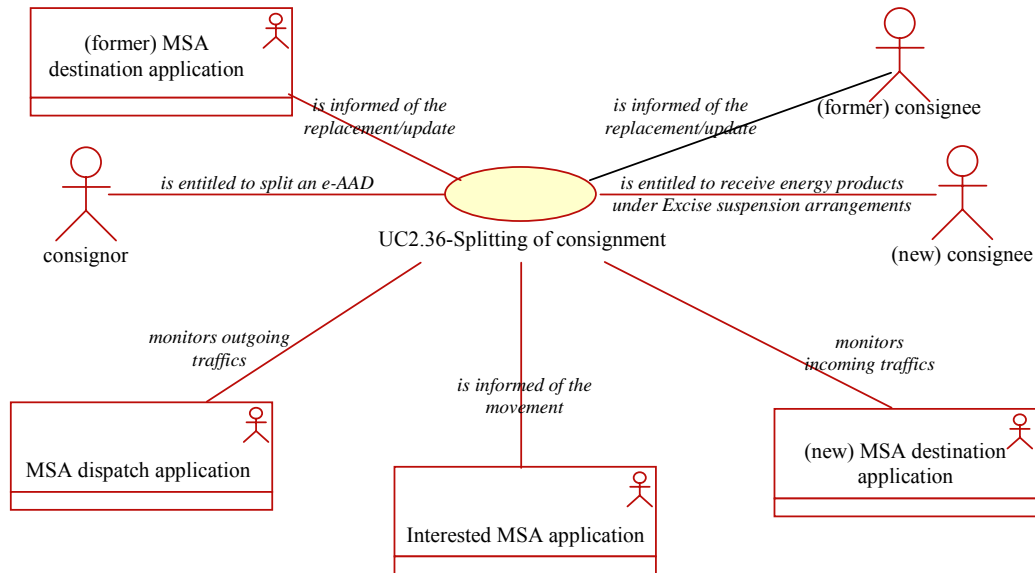 (former) MSA
destination application
is informed of the
replacement/update
is informed of the
replacement/update
(former) consignee
is entitled to split an e-AAD
is entitled to receive energy products
under Excise suspension arrangements
consignor
UC2.36-Splitting of consignment
(new) consignee
monitors outgoing
traffics
is informed of the
movement
monitors
incoming traffics
MSA dispatch application
Interested MSA application
(new) MSA destination
application